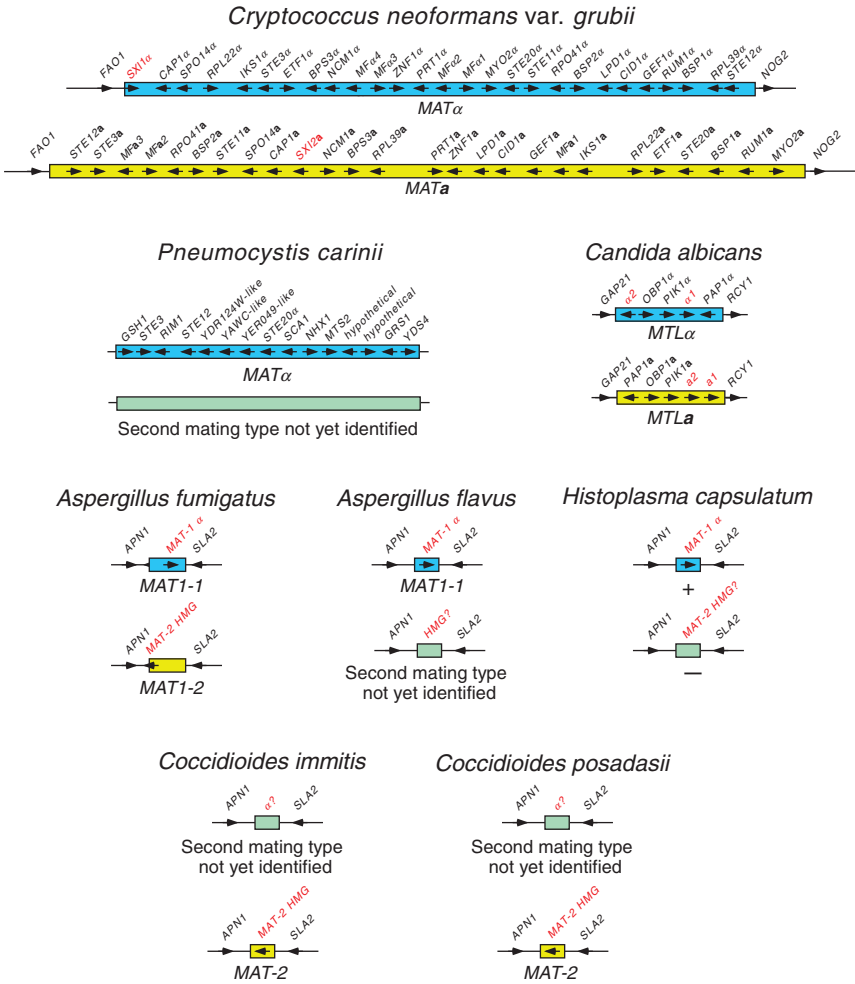 Cryptococcus neoformans var. grubii
FAO1 SXI1α CAP1α SPO14α RPL22α IKS1α STE3α ETF1α BPS3α NCM1α MFα4 MFα3 ZNF1α PRT1α MFα2 MFα1 MYO2α STE20α STE11α RPO41α BSP2α LPD1α CID1α GEF1α RUM1α BSP1α RPL39α STE12α NOG2
MATα
FAO1 STE12a STE3a MFa3 MFa2 RPO41a BSP2a STE11a SPO14a CAP1a SXI2a NCM1a BPS3a RPL39a PRT1a ZNF1a LPD1a CID1a GEF1a MFa1 IKS1a RPL22a ETF1a STE20a BSP1a RUM1a MYO2a NOG2
MATa
Pneumocystis carinii
GSH1 STE3 RIM1 STE12 YDR124W-like YAWC-like YER049-like STE20α SCA1 NHX1 MTS2 hypothetical hypothetical GRS1 YDS4
MATα
Second mating type not yet identified
Candida albicans
GAP21 α2 OBP1α PIK1α α1 PAP1α RCY1
MTLα
GAP21 PAP1a OBP1a PIK1a a2 a1 RCY1
MTLa
Aspergillus fumigatus
APN1 MAT-1 α SLA2
MAT1-1
APN1 MAT-2 HMG SLA2
MAT1-2
Aspergillus flavus
APN1 MAT-1 α SLA2
MAT1-1
APN1 HMG? SLA2
Second mating type
not yet identified
Histoplasma capsulatum
APN1 MAT-1 α SLA2
+
APN1 MAT-2 HMG? SLA2
—
Coccidioides immitis
APN1 α? SLA2
Second mating type
not yet identified
APN1 MAT-2 HMG SLA2
MAT-2
Coccidioides posadasii
APN1 α? SLA2
Second mating type
not yet identified
APN1 MAT-2 HMG SLA2
MAT-2